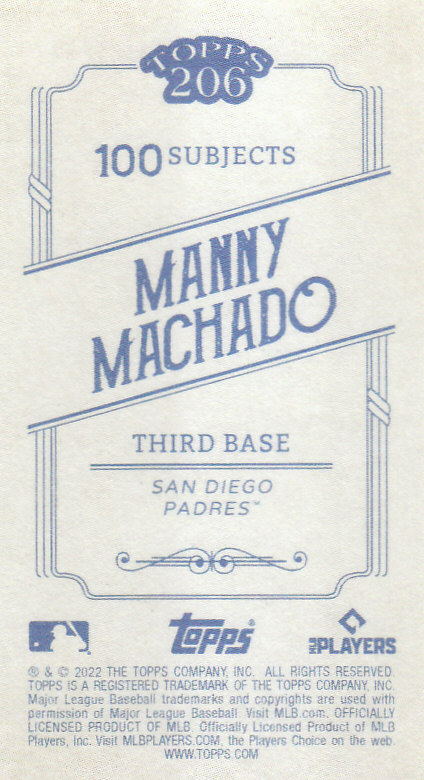 TOPPS
206
100 SUBJECTS
MANNY
MACHADO
THIRD BASE
SAN DIEGO
PADRES™
topps®
MLB PLAYERS
® & © 2022 THE TOPPS COMPANY, INC. ALL RIGHTS RESERVED.
TOPPS IS A REGISTERED TRADEMARK OF THE TOPPS COMPANY, INC.
Major League Baseball trademarks and copyrights are used with
permission of Major League Baseball. Visit MLB.com. OFFICIALLY
LICENSED PRODUCT OF MLB. Officially Licensed Product of MLB
Players, Inc. Visit MLBPLAYERS.COM, the Players Choice on the web.
WWW.TOPPS.COM